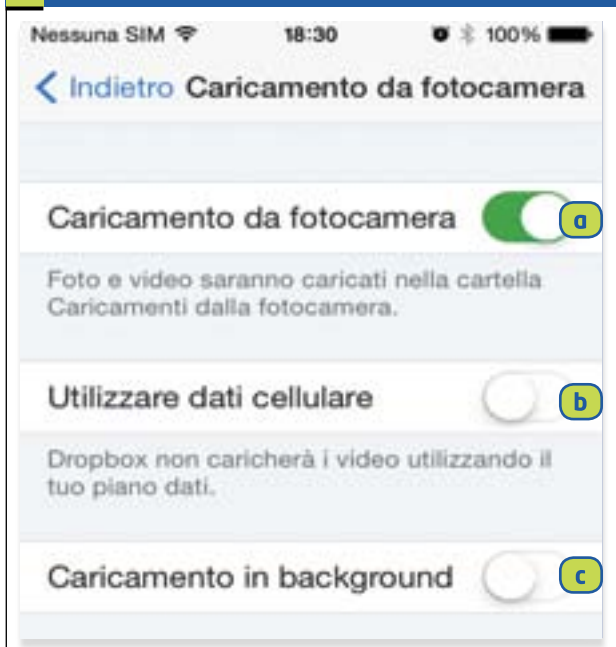 Nessuna SIM 18:30 100%
Indietro Caricamento da fotocamera
Caricamento da fotocamera a
Foto e video saranno caricati nella cartella
Caricamenti dalla fotocamera.
Utilizzare dati cellulare b
Dropbox non caricherà i video utilizzando il
tuo piano dati.
Caricamento in background c